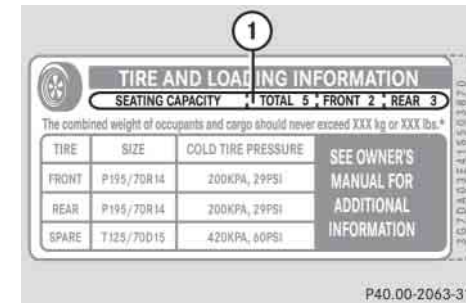 1
TIRE AND LOADING INFORMATION
SEATING CAPACITY TOTAL 5 FRONT 2 REAR 3
The combined weight of occupants and cargo should never exceed XXX kg or XXX lbs.*
TIRE SIZE COLD TIRE PRESSURE SEE OWNER'S MANUAL FOR ADDITIONAL INFORMATION
FRONT P195/70R14 200KPA, 29PSI
REAR P195/70R14 200KPA, 29PSI
SPARE T125/70D15 420KPA, 60PSI
P40.00-2063-31